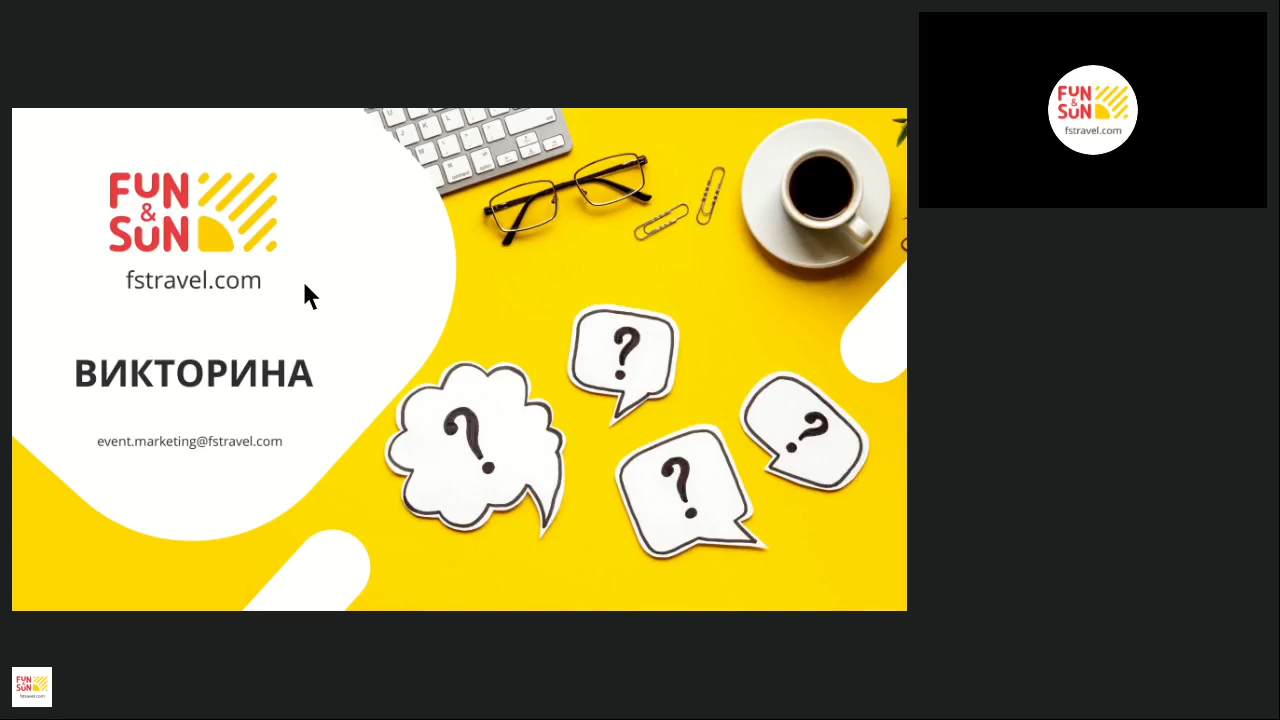 FUN
&
SUN
fstravel.com
ВИКТОРИНА
event.marketing@fstravel.com
?
?
?
?
FUN
&
SUN
fstravel.com
FUN
&
SUN
fstravel.com